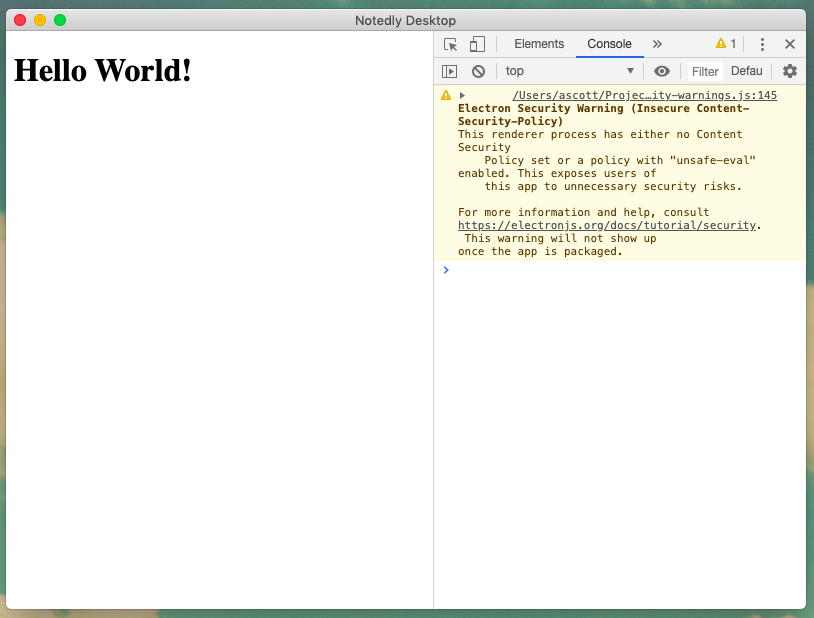 Notedly Desktop
Hello World!
Elements Console » 1
top Filter Defau
/Users/ascott/Projec…ity-warnings.js:145
Electron Security Warning (Insecure Content-
Security-Policy)
This renderer process has either no Content
Security
Policy set or a policy with "unsafe-eval"
enabled. This exposes users of
this app to unnecessary security risks.
For more information and help, consult
https://electronjs.org/docs/tutorial/security.
This warning will not show up
once the app is packaged.